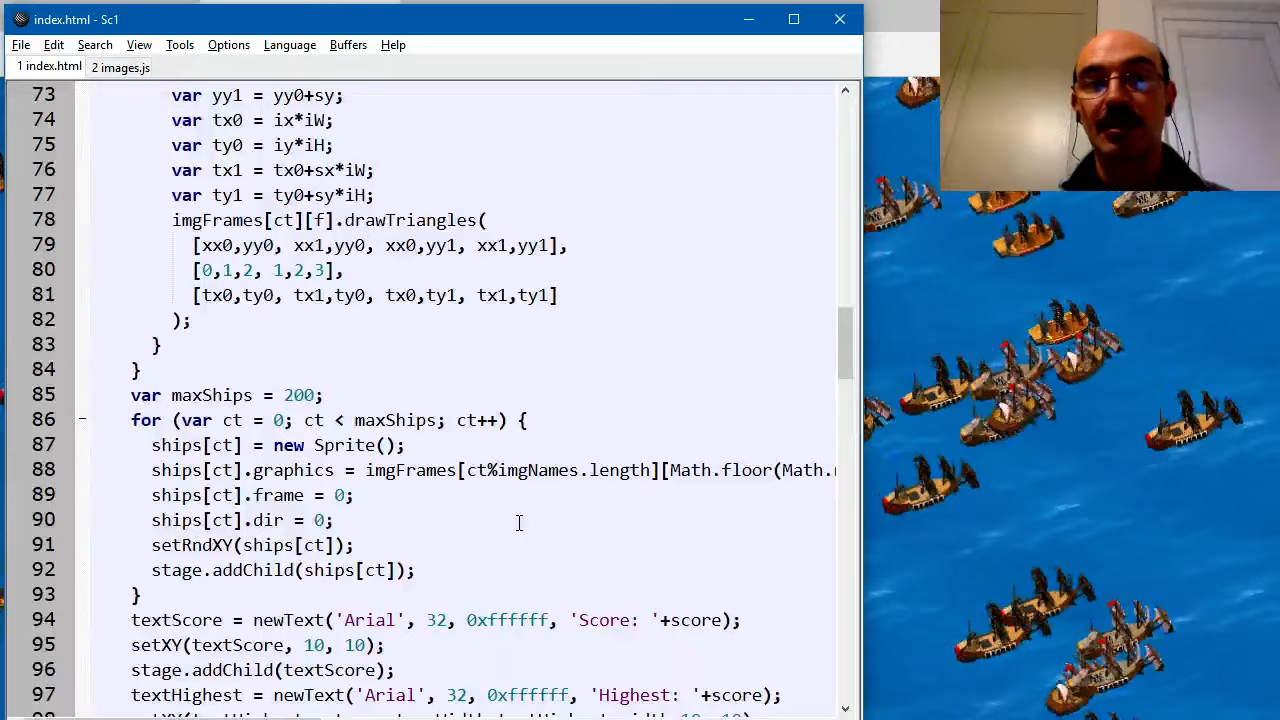 index.html - Sc1
File Edit Search View Tools Options Language Buffers Help
1 index.html 2 images.js
73 var yy1 = yy0+sy;
74 var tx0 = ix*iW;
75 var ty0 = iy*iH;
76 var tx1 = tx0+sx*iW;
77 var ty1 = ty0+sy*iH;
78 imgFrames[ct][f].drawTriangles(
79 [xx0,yy0, xx1,yy0, xx0,yy1, xx1,yy1],
80 [0,1,2, 1,2,3],
81 [tx0,ty0, tx1,ty0, tx0,ty1, tx1,ty1]
82 );
83 }
84 }
85 var maxShips = 200;
86 for (var ct = 0; ct < maxShips; ct++) {
87 ships[ct] = new Sprite();
88 ships[ct].graphics = imgFrames[ct%imgNames.length][Math.floor(Math.
89 ships[ct].frame = 0;
90 ships[ct].dir = 0;
91 setRndXY(ships[ct]);
92 stage.addChild(ships[ct]);
93 }
94 textScore = newText('Arial', 32, 0xffffff, 'Score: '+score);
95 setXY(textScore, 10, 10);
96 stage.addChild(textScore);
97 textHighest = newText('Arial', 32, 0xffffff, 'Highest: '+score);